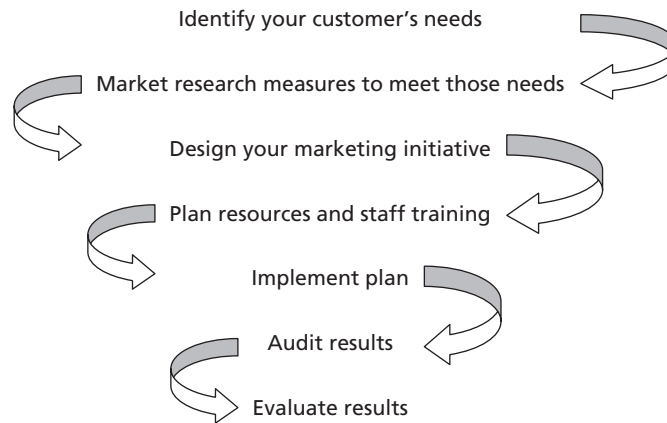 Identify your customer’s needs
Market research measures to meet those needs
Design your marketing initiative
Plan resources and staff training
Implement plan
Audit results
Evaluate results